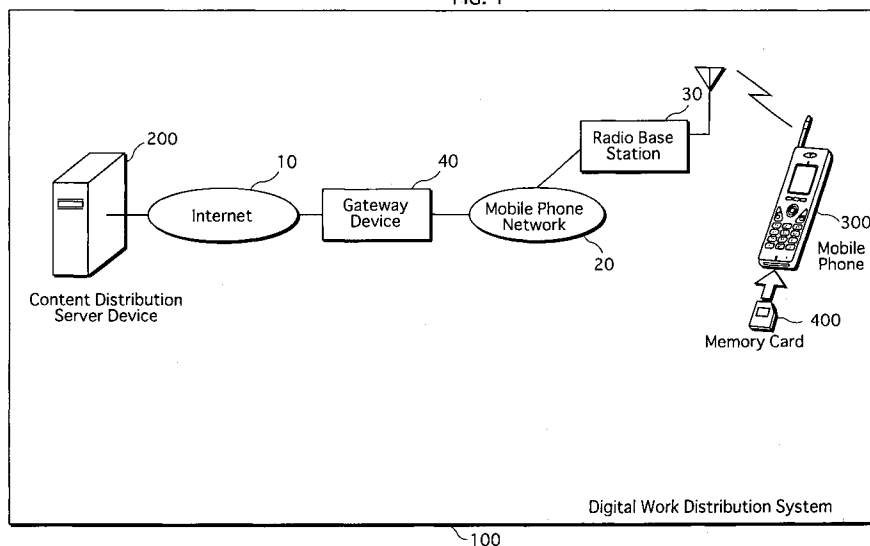 200
10
40
30
Radio Base
Station
Internet
Gateway
Device
Mobile Phone
Network
20
300
Mobile
Phone
Content Distribution
Server Device
400
Memory Card
Digital Work Distribution System
100